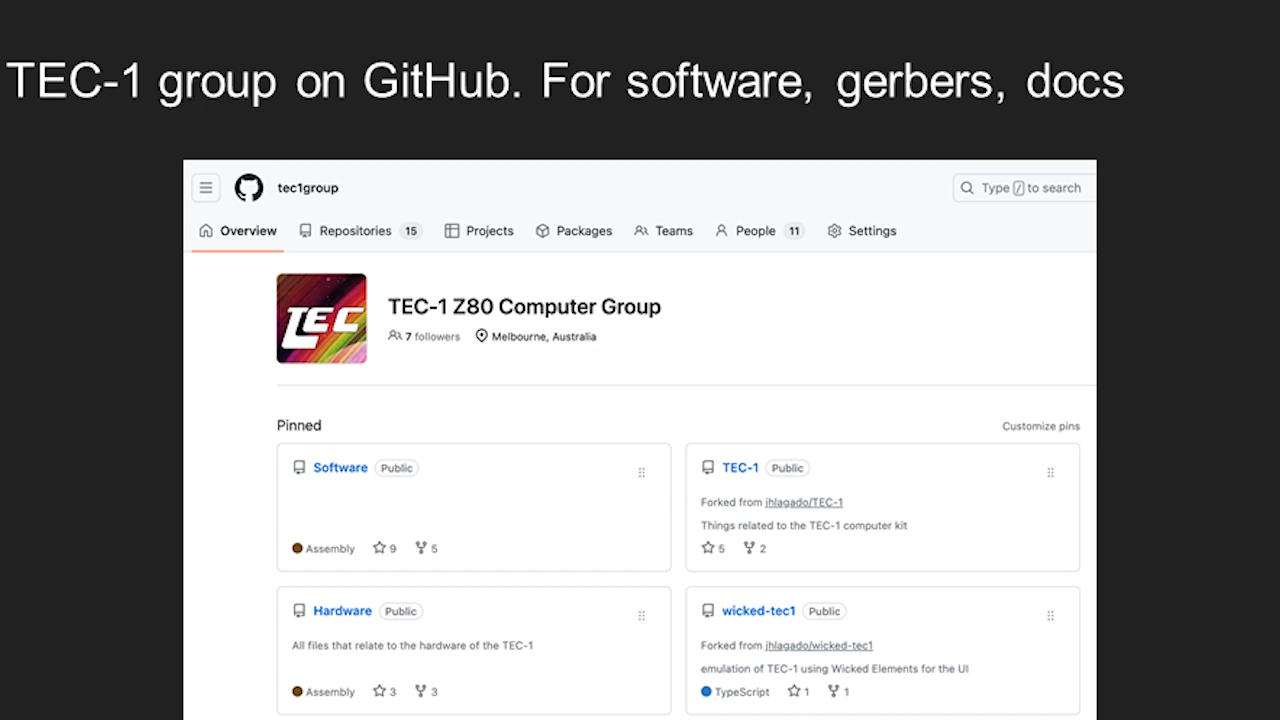 TEC-1 group on GitHub. For software, gerbers, docs
tec1group
Type / to search
Overview Repositories 15 Projects Packages Teams People 11 Settings
TEC
TEC-1 Z80 Computer Group
7 followers Melbourne, Australia
Pinned
Customize pins
Software Public
Assembly 9 5
TEC-1 Public
Forked from jhlagado/TEC-1
Things related to the TEC-1 computer kit
5 2
Hardware Public
All files that relate to the hardware of the TEC-1
Assembly 3 3
wicked-tec1 Public
Forked from jhlagado/wicked-tec1
emulation of TEC-1 using Wicked Elements for the UI
TypeScript 1 1